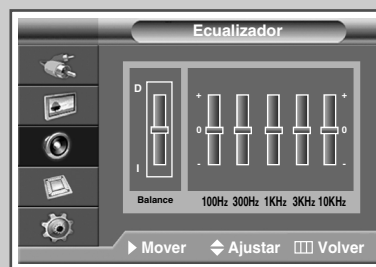 Ecualizador
D
+ +
0 0
I - -
Balance 100Hz 300Hz 1KHz 3KHz 10KHz
Mover Ajustar Volver